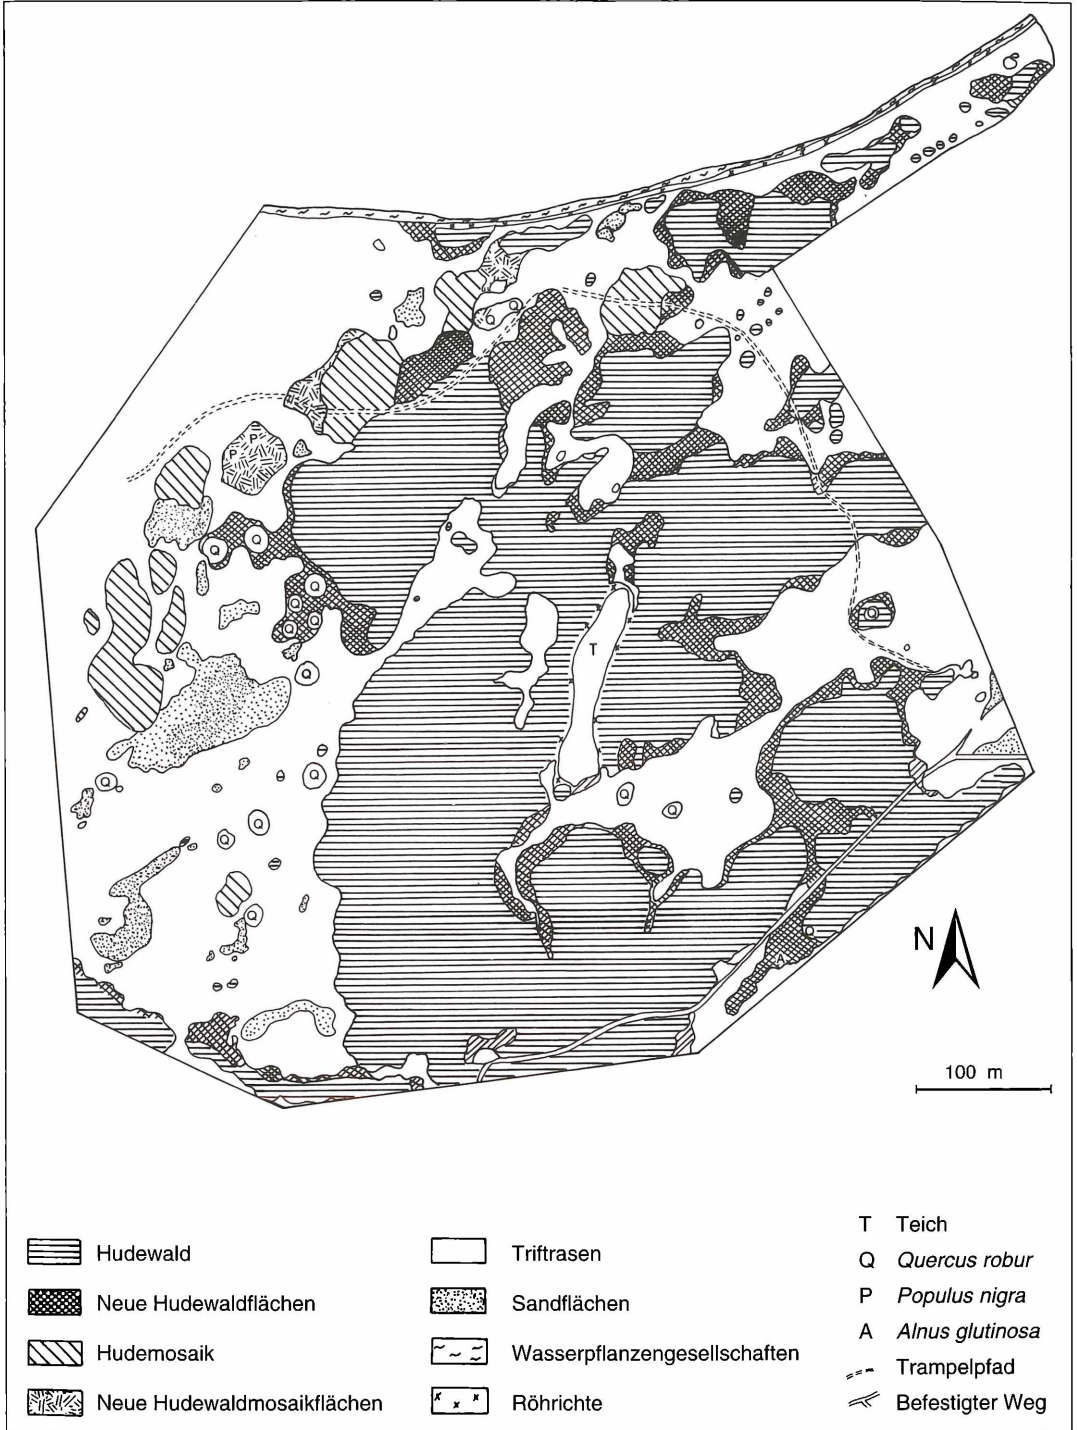 Q
Q
P
P
Q
Q
Q
Q
Q
Q
Q
Q
T
Q
Q
Q
Q
Q
Q
Q
Q
Q
A
N
100 m
Hudewald
Neue Hudewaldflächen
Hudemosaik
Neue Hudewaldmosaikflächen
Triftrasen
Sandflächen
Wasserpflanzengesellschaften
Röhrichte
T Teich
Q Quercus robur
P Populus nigra
A Alnus glutinosa
Trampelpfad
Befestigter Weg